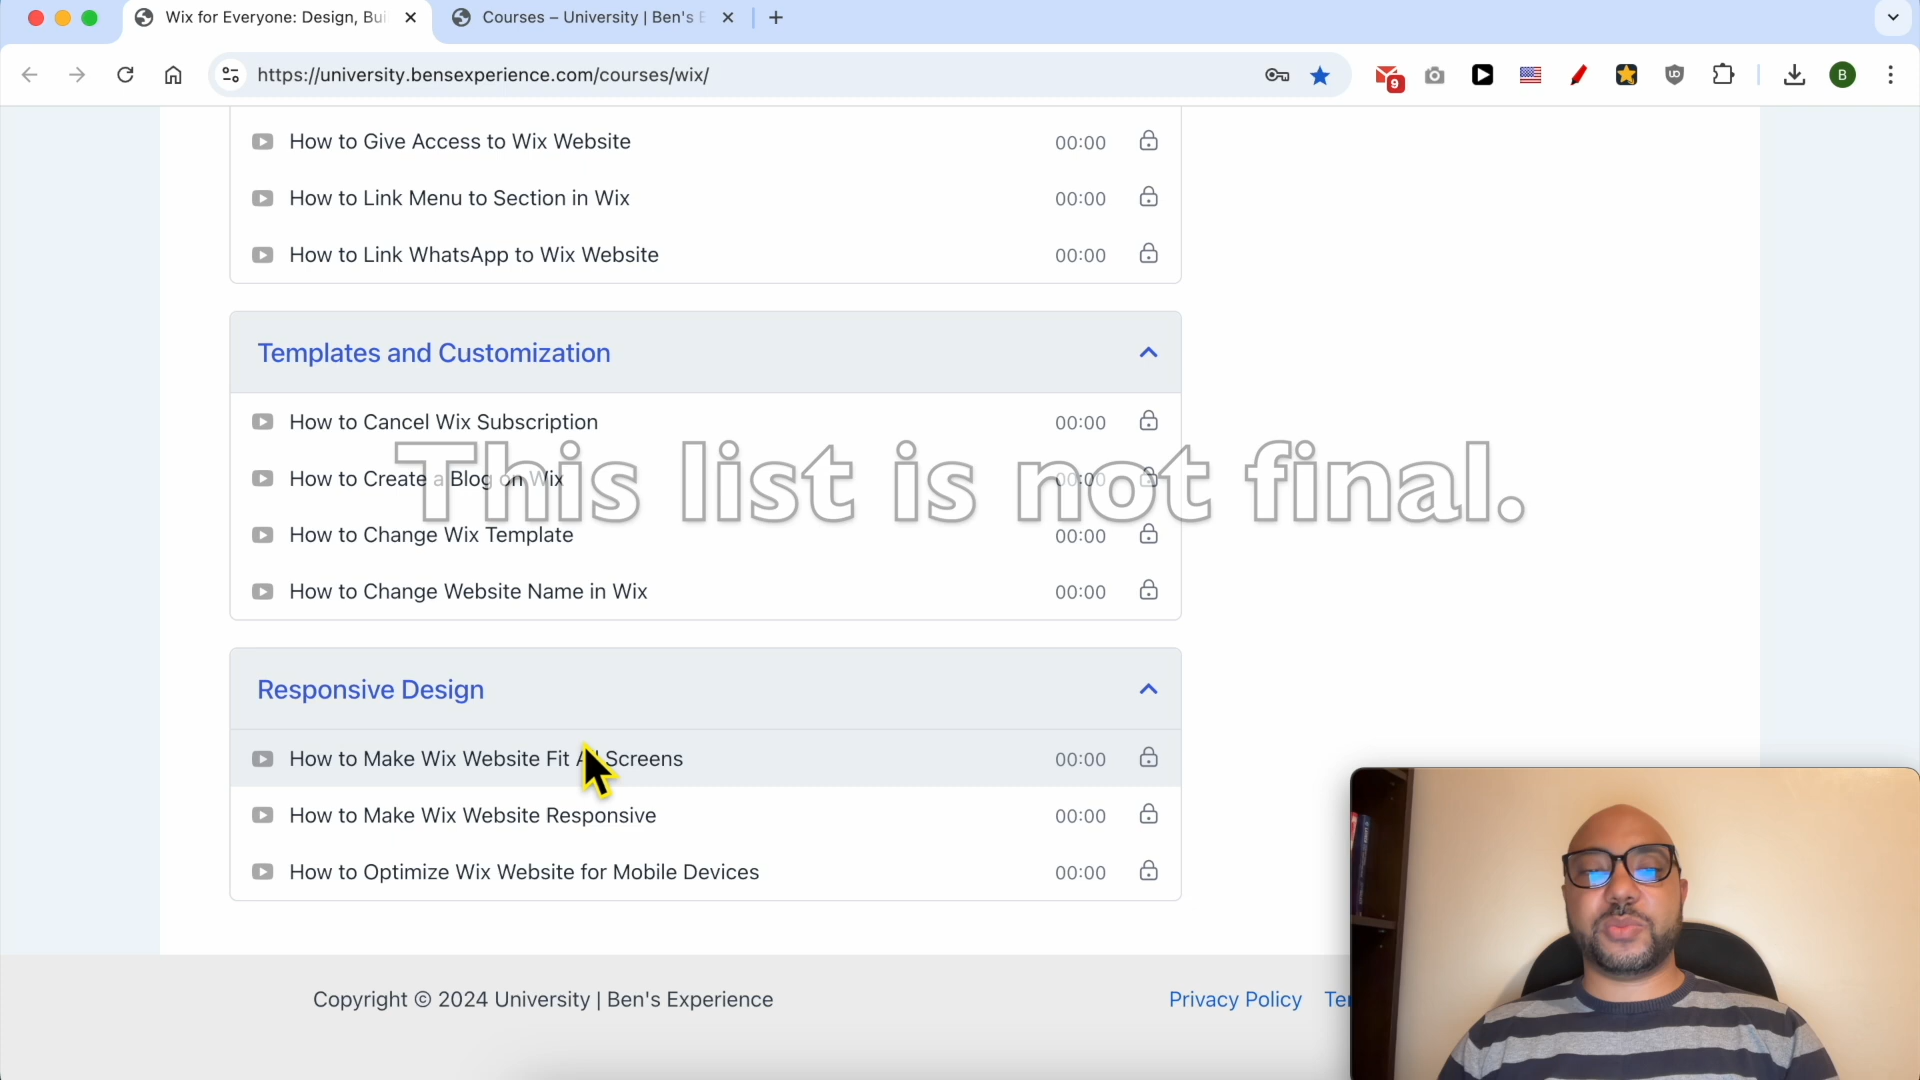 Wix for Everyone: Design, Bui
Courses – University | Ben's E
https://university.bensexperience.com/courses/wix/
9
B
How to Give Access to Wix Website 00:00
How to Link Menu to Section in Wix 00:00
How to Link WhatsApp to Wix Website 00:00
Templates and Customization
How to Cancel Wix Subscription 00:00
How to Create a Blog on Wix 00:00
This list is not final.
How to Change Wix Template 00:00
How to Change Website Name in Wix 00:00
Responsive Design
How to Make Wix Website Fit All Screens 00:00
How to Make Wix Website Responsive 00:00
How to Optimize Wix Website for Mobile Devices 00:00
Copyright © 2024 University | Ben's Experience
Privacy Policy Ter